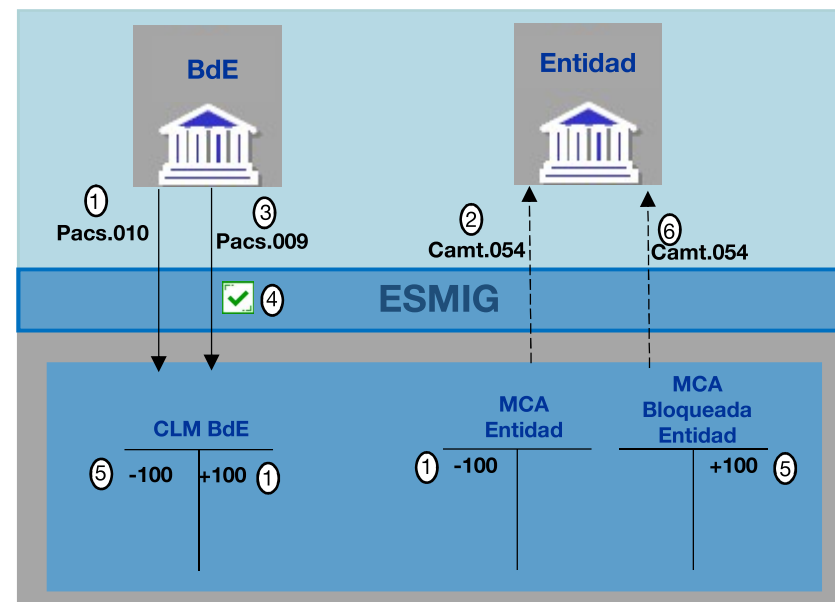 BdE
Entidad
1
Pacs.010
3
Pacs.009
2
Camt.054
6
Camt.054
4
ESMIG
CLM BdE
MCA
Entidad
MCA
Bloqueada
Entidad
5 -100 +100 1
1 -100
+100 5